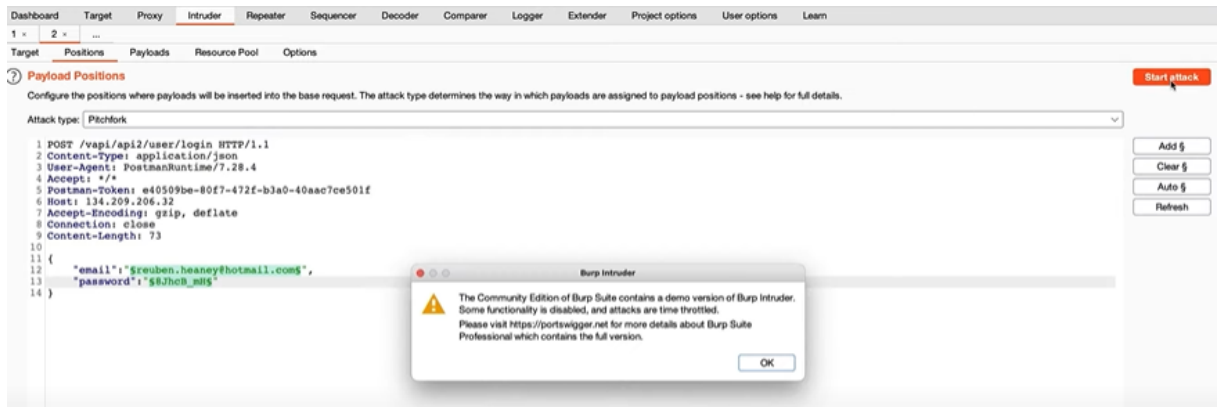 Dashboard Target Proxy Intruder Repeater Sequencer Decoder Comparer Logger Extender Project options User options Learn
1 × 2 × ...
Target Positions Payloads Resource Pool Options
? Payload Positions
Start attack
Configure the positions where payloads will be inserted into the base request. The attack type determines the way in which payloads are assigned to payload positions - see help for full details.
Attack type: Pitchfork
1 POST /vapi/api2/user/login HTTP/1.1
2 Content-Type: application/json
3 User-Agent: PostmanRuntime/7.28.4
4 Accept: */*
5 Postman-Token: e40509be-80f7-472f-b3a0-40aac7ce501f
6 Host: 134.209.206.32
7 Accept-Encoding: gzip, deflate
8 Connection: close
9 Content-Length: 73
10
11 {
12 "email":"§reuben.heaney@hotmail.com§",
13 "password":"§8JhcB_mH§"
14 }
Add §
Clear §
Auto §
Refresh
Burp Intruder
The Community Edition of Burp Suite contains a demo version of Burp Intruder.
Some functionality is disabled, and attacks are time throttled.
Please visit https://portswigger.net for more details about Burp Suite
Professional which contains the full version.
OK